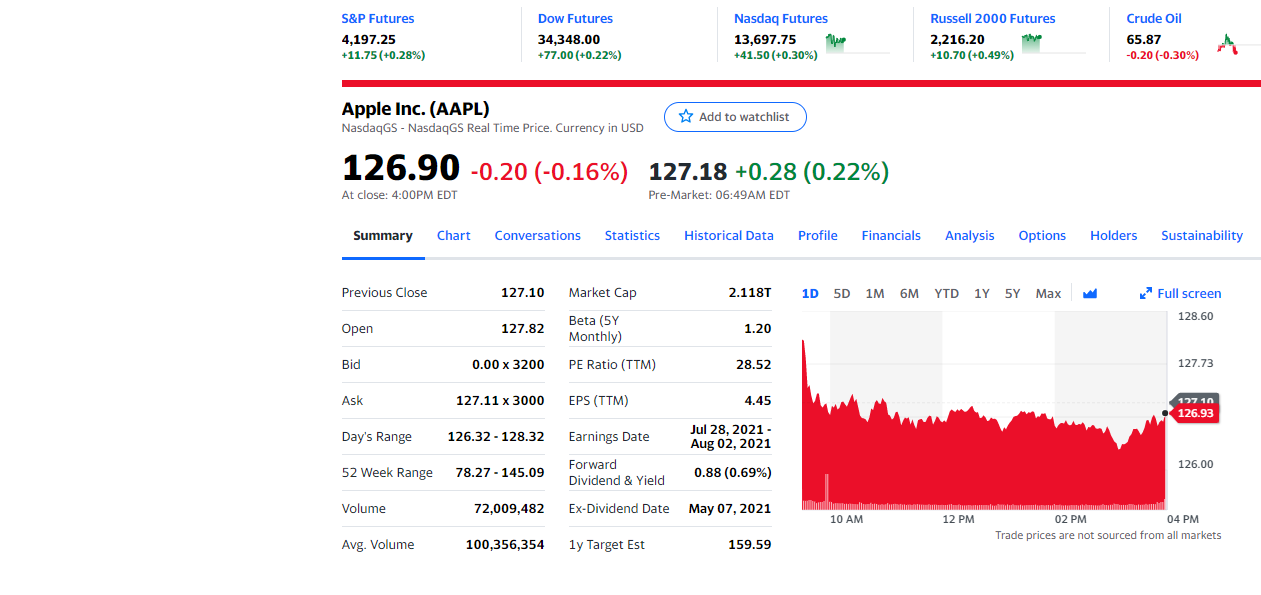 S&P Futures
4,197.25
+11.75 (+0.28%)
Dow Futures
34,348.00
+77.00 (+0.22%)
Nasdaq Futures
13,697.75
+41.50 (+0.30%)
Russell 2000 Futures
2,216.20
+10.70 (+0.49%)
Crude Oil
65.87
-0.20 (-0.30%)
Apple Inc. (AAPL)
NasdaqGS - NasdaqGS Real Time Price. Currency in USD
Add to watchlist
126.90 -0.20 (-0.16%)
At close: 4:00PM EDT
127.18 +0.28 (0.22%)
Pre-Market: 06:49AM EDT
Summary Chart Conversations Statistics Historical Data Profile Financials Analysis Options Holders Sustainability
Previous Close 127.10
Open 127.82
Bid 0.00 x 3200
Ask 127.11 x 3000
Day's Range 126.32 - 128.32
52 Week Range 78.27 - 145.09
Volume 72,009,482
Avg. Volume 100,356,354
Market Cap 2.118T
Beta (5Y
Monthly) 1.20
PE Ratio (TTM) 28.52
EPS (TTM) 4.45
Earnings Date Jul 28, 2021 -
Aug 02, 2021
Forward
Dividend & Yield 0.88 (0.69%)
Ex-Dividend Date May 07, 2021
1y Target Est 159.59
1D 5D 1M 6M YTD 1Y 5Y Max Full screen
128.60
127.73
127.10
126.93
126.00
10 AM 12 PM 02 PM 04 PM
Trade prices are not sourced from all markets